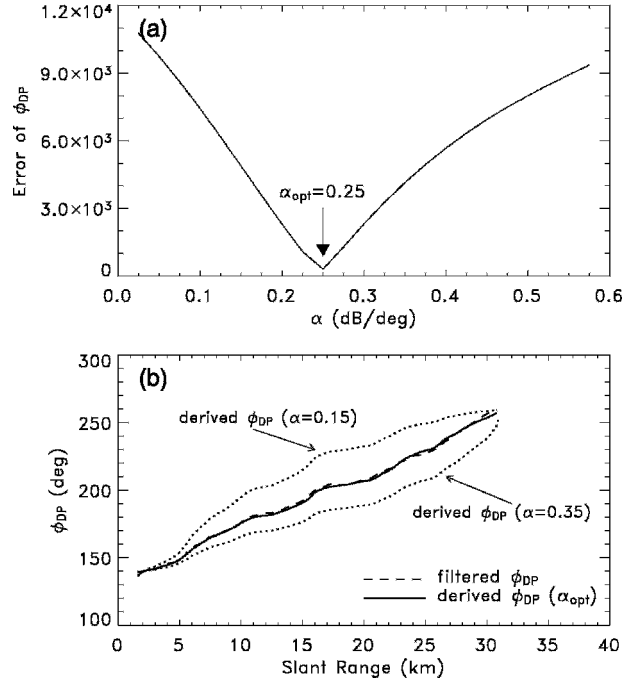 (a)
1.2×10⁴
9.0×10³
6.0×10³
3.0×10³
0
Error of ϕDP
αopt=0.25
0.0 0.1 0.2 0.3 0.4 0.5 0.6
α (dB/deg)
(b)
300
250
200
150
100
ϕDP (deg)
derived ϕDP (α=0.15)
derived ϕDP (α=0.35)
filtered ϕDP
derived ϕDP (αopt)
0 5 10 15 20 25 30 35 40
Slant Range (km)